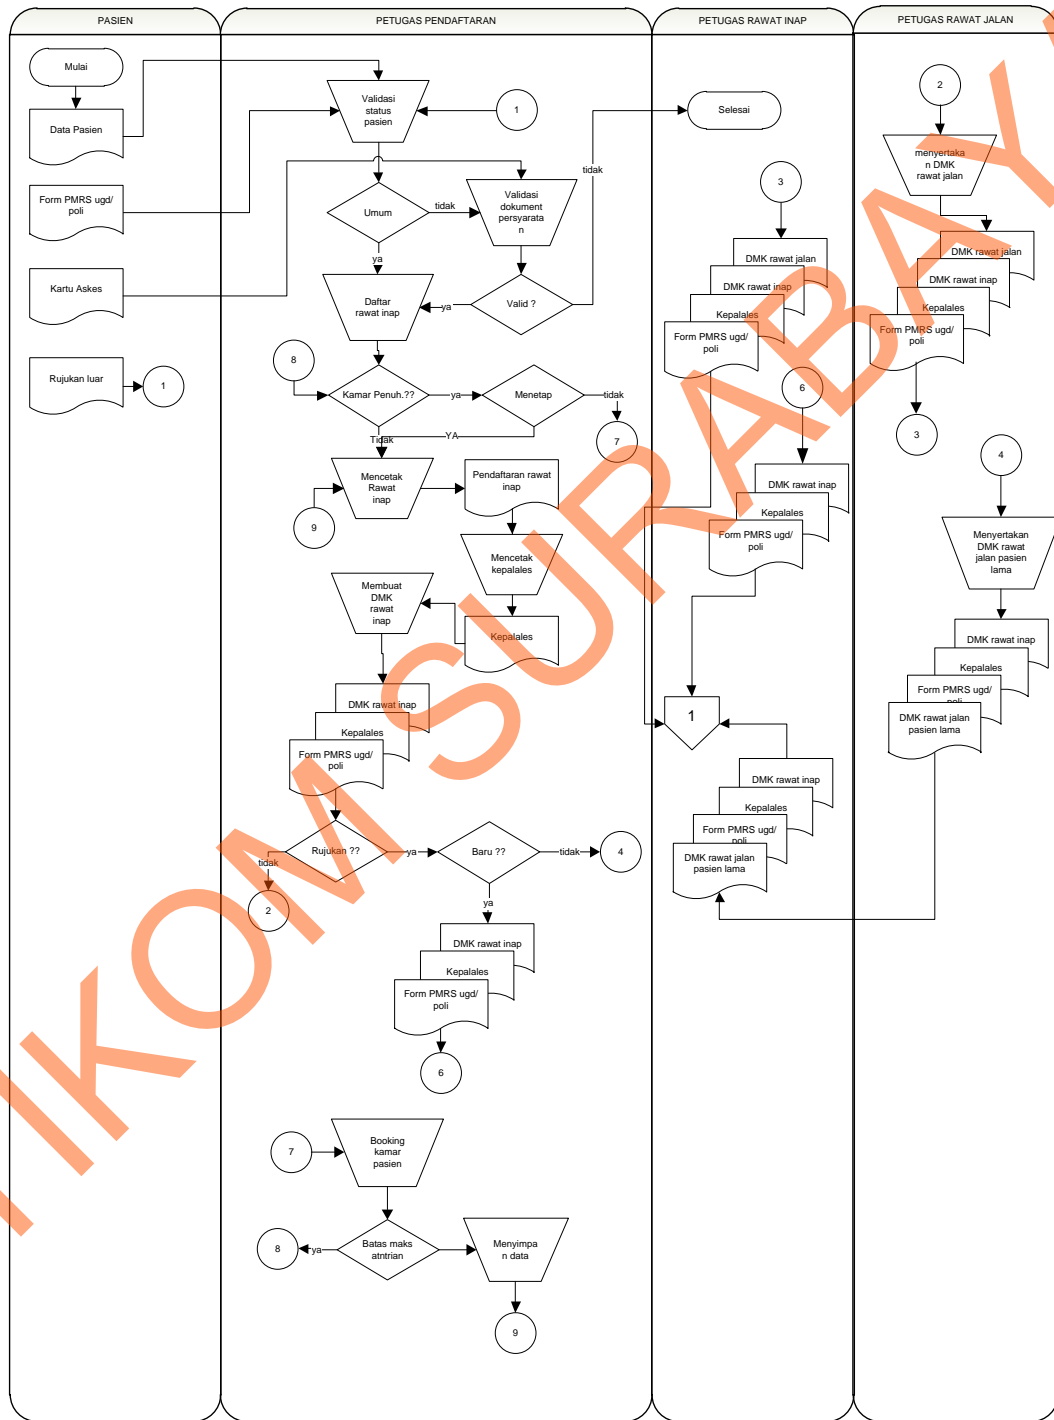 PASIEN
PETUGAS PENDAFTARAN
PETUGAS RAWAT INAP
PETUGAS RAWAT JALAN
Mulai
Data Pasien
Form PMRS ugd/
poli
Kartu Askes
Rujukan luar
1
Validasi
status
pasien
1
Umum
tidak
ya
Validasi
dokument
persyarata
n
Valid ?
ya
tidak
Daftar
rawat inap
8
Kamar Penuh.??
ya
Menetap
tidak
7
Tidak
YA
Mencetak
Rawat
inap
9
Pendaftaran rawat
inap
Mencetak
kepalales
Kepalales
Membuat
DMK
rawat
inap
DMK rawat inap
Kepalales
Form PMRS ugd/
poli
Rujukan ??
tidak
2
ya
Baru ??
tidak
4
ya
DMK rawat inap
Kepalales
Form PMRS ugd/
poli
6
7
Booking
kamar
pasien
Batas maks
atntrian
ya
8
Menyimpa
n data
9
Selesai
3
DMK rawat jalan
DMK rawat inap
Kepalales
Form PMRS ugd/
poli
6
DMK rawat inap
Kepalales
Form PMRS ugd/
poli
1
DMK rawat inap
Kepalales
Form PMRS ugd/
poli
DMK rawat jalan
pasien lama
2
menyertaka
n DMK
rawat jalan
DMK rawat jalan
DMK rawat inap
Kepalales
Form PMRS ugd/
poli
3
4
Menyertakan
DMK rawat
jalan pasien
lama
DMK rawat inap
Kepalales
Form PMRS ugd/
poli
DMK rawat jalan
pasien lama
IKOM SURABAY